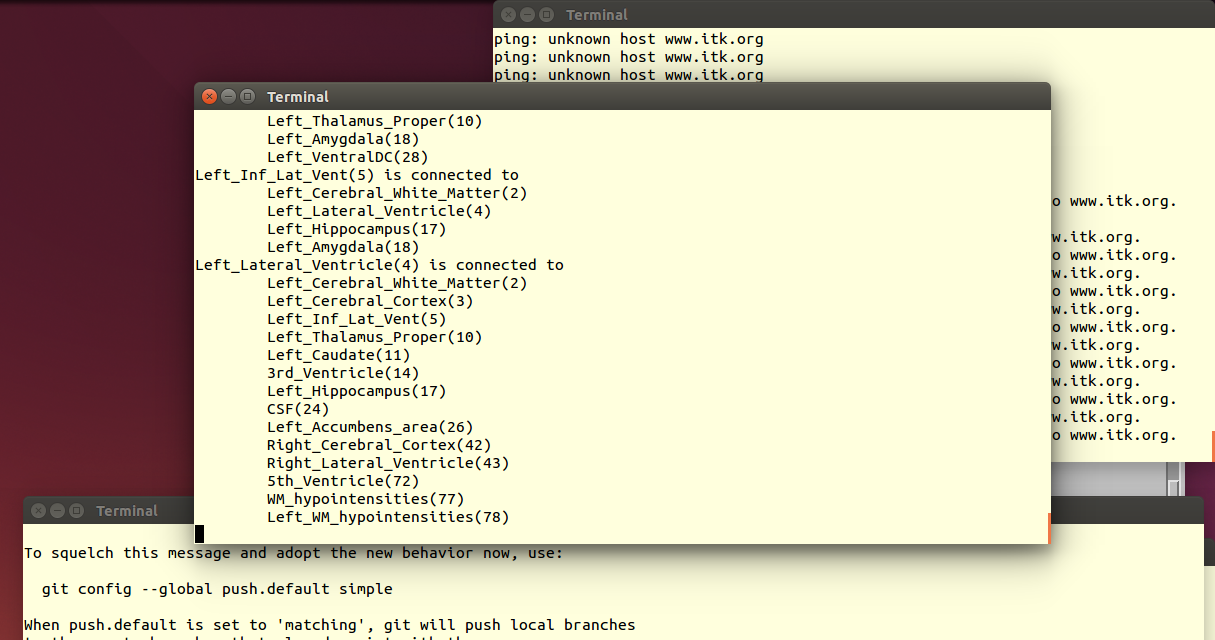 Terminal
ping: unknown host www.itk.org
ping: unknown host www.itk.org
ping: unknown host www.itk.org
Terminal
Left_Thalamus_Proper(10)
Left_Amygdala(18)
Left_VentralDC(28)
Left_Inf_Lat_Vent(5) is connected to
Left_Cerebral_White_Matter(2)
Left_Lateral_Ventricle(4)
Left_Hippocampus(17)
Left_Amygdala(18)
Left_Lateral_Ventricle(4) is connected to
Left_Cerebral_White_Matter(2)
Left_Cerebral_Cortex(3)
Left_Inf_Lat_Vent(5)
Left_Thalamus_Proper(10)
Left_Caudate(11)
3rd_Ventricle(14)
Left_Hippocampus(17)
CSF(24)
Left_Accumbens_area(26)
Right_Cerebral_Cortex(42)
Right_Lateral_Ventricle(43)
5th_Ventricle(72)
WM_hypointensities(77)
Left_WM_hypointensities(78)
o www.itk.org.
w.itk.org.
o www.itk.org.
w.itk.org.
o www.itk.org.
w.itk.org.
o www.itk.org.
w.itk.org.
o www.itk.org.
w.itk.org.
o www.itk.org.
w.itk.org.
o www.itk.org.
Terminal
To squelch this message and adopt the new behavior now, use:
git config --global push.default simple
When push.default is set to 'matching', git will push local branches